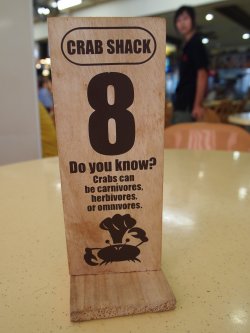 CRAB SHACK
8
Do you know?
Crabs can
be carnivores,
herbivores.
or omnivores.